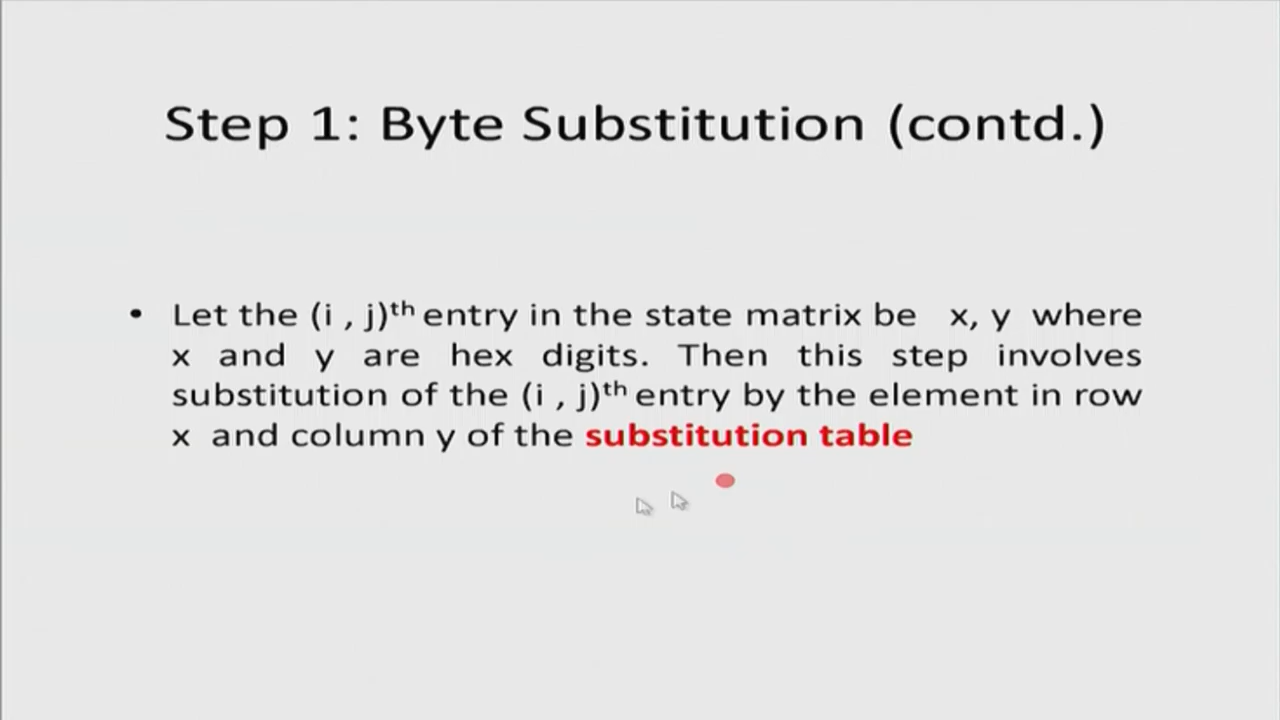 Step 1: Byte Substitution (contd.)
• Let the (i , j)th entry in the state matrix be x, y where
x and y are hex digits. Then this step involves
substitution of the (i , j)th entry by the element in row
x and column y of the substitution table